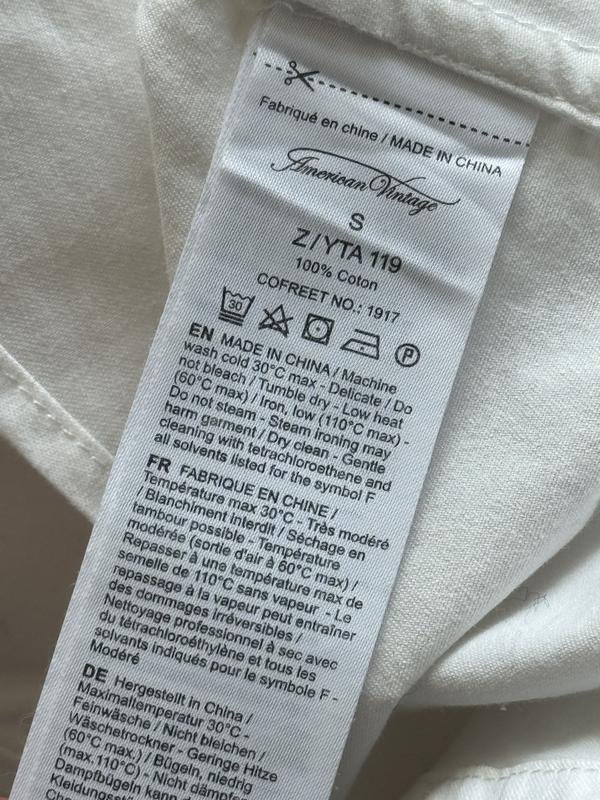 Fabriqué en chine / MADE IN CHINA
American Vintage
S
Z/YTA 119
100% Coton
COFREET NO.: 1917
30
P
EN MADE IN CHINA / Machine
wash cold 30°C max - Delicate / Do
not bleach / Tumble dry - Low heat
(60°C max) / Iron, low (110°C max) -
Do not steam - Steam ironing may
harm garment / Dry clean - Gentle
cleaning with tetrachloroethene and
all solvents listed for the symbol F
FR FABRIQUE EN CHINE /
Température max 30°C - Très modéré
/ Blanchiment interdit / Séchage en
tambour possible - Température
modérée (sortie d'air à 60°C max) /
Repasser à une température max de
semelle de 110°C sans vapeur - Le
repassage à la vapeur peut entraîner
des dommages irréversibles /
Nettoyage professionnel à sec avec
du tétrachloroéthylène et tous les
solvants indiqués pour le symbole F -
Modéré
DE Hergestellt in China /
Maximaltemperatur 30°C -
Feinwäsche / Nicht bleichen /
Wäschetrockner - Geringe Hitze
(60°C max.) / Bügeln, niedrig
(max.110°C) - Nicht dämpfen
Dampfbügeln kann